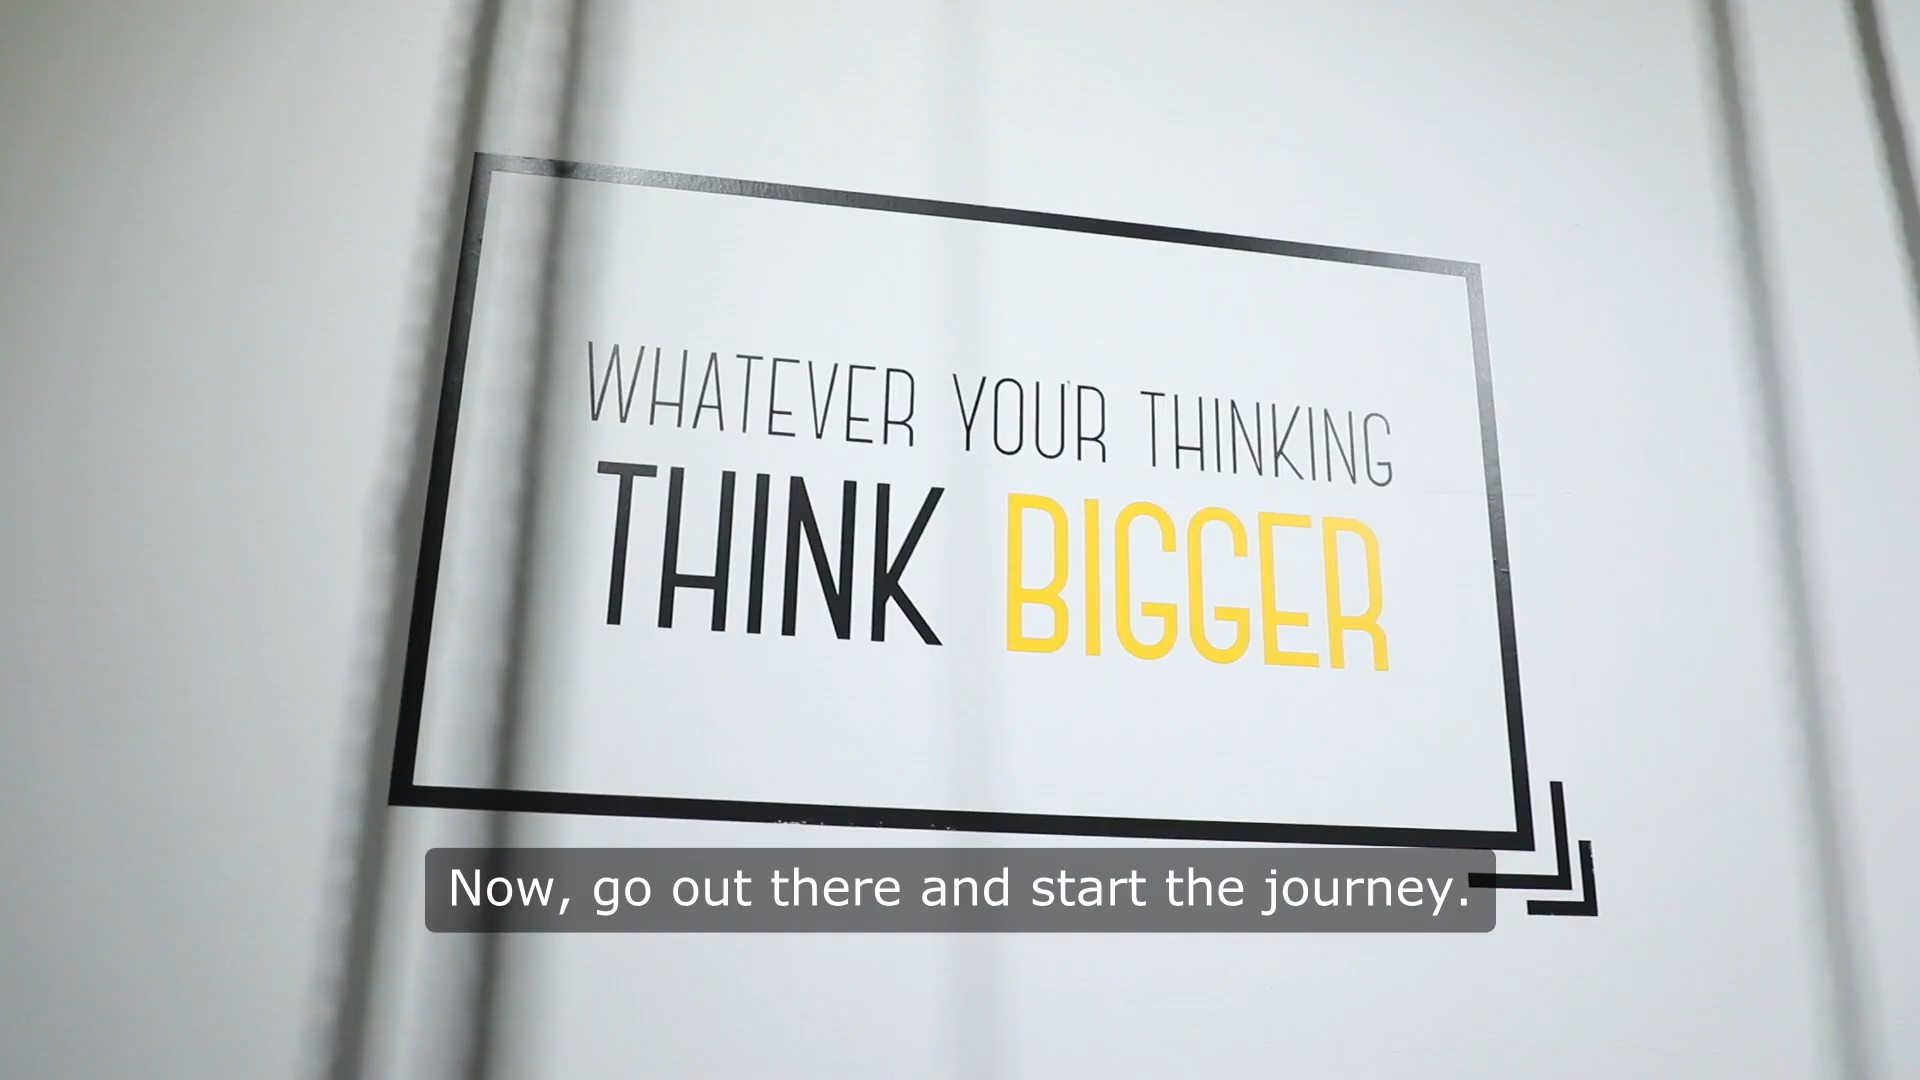 WHATEVER YOUR THINKING
THINK BIGGER
Now, go out there and start the journey.